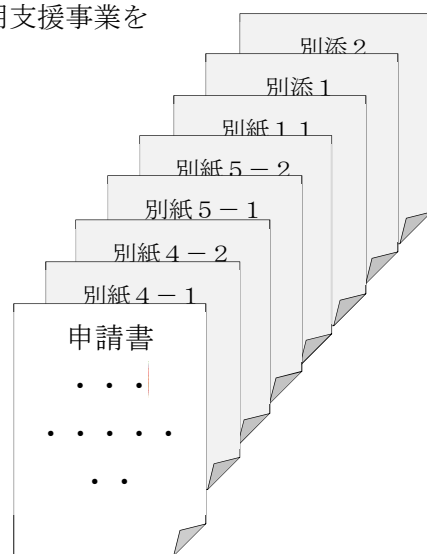 支援事業を
別添２
別添１
別紙１１
別紙５－２
別紙５－１
別紙４－２
別紙４－１
申請書
・・・
・・・・・
・・